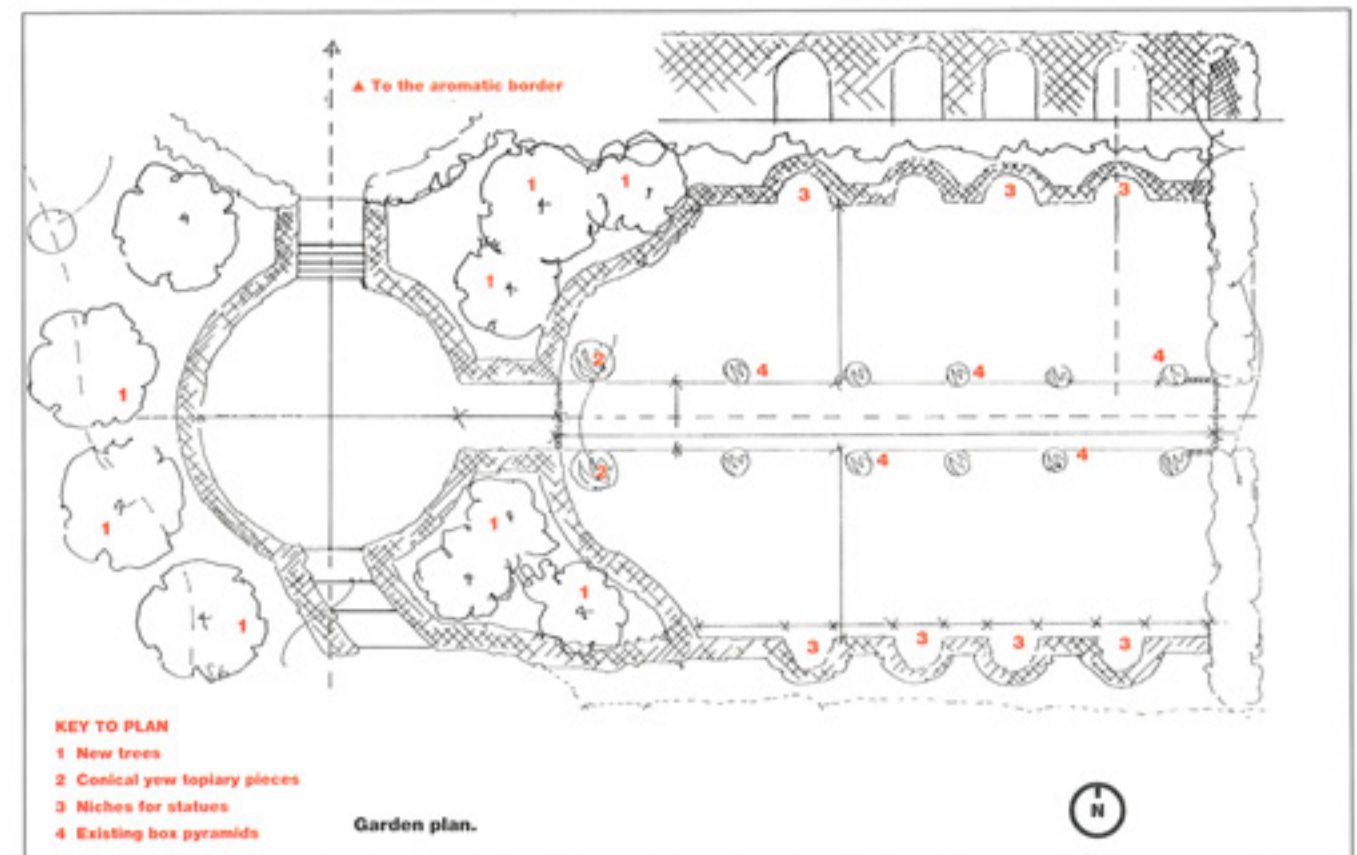 ▲ To the aromatic border
1 1
3 3 3
1
1
2 4 4 4
2 4 4
1
1
1
1
3 3 3 3
KEY TO PLAN
1 New trees
2 Conical yew topiary pieces
3 Niches for statues
4 Existing box pyramids
Garden plan.
N